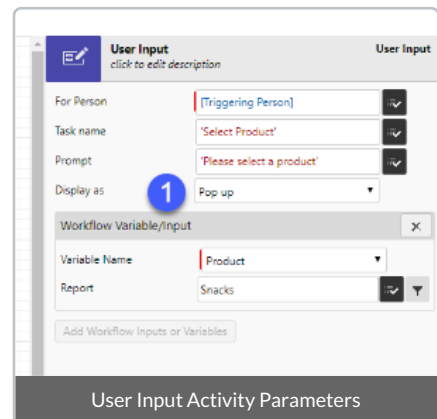 User Input User Input
click to edit description
For Person [Triggering Person]
Task name 'Select Product'
Prompt 'Please select a product'
Display as 1 Pop up
Workflow Variable/Input
Variable Name Product
Report Snacks
Add Workflow Inputs or Variables
User Input Activity Parameters